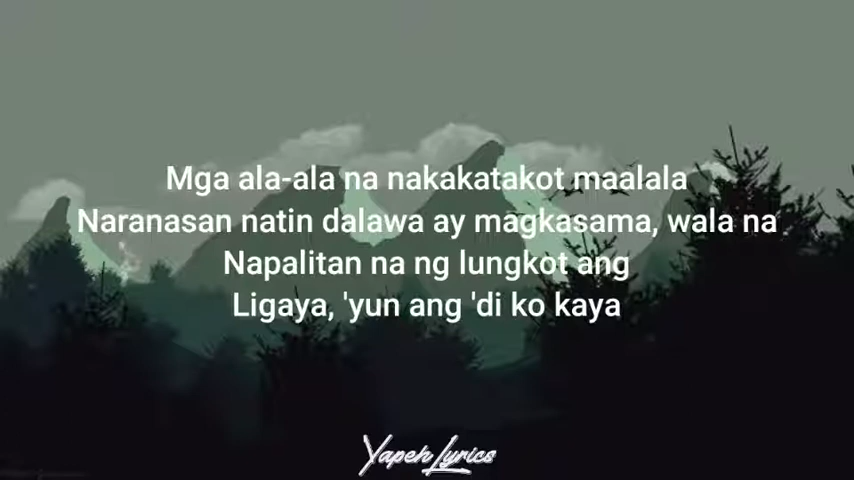 Mga ala-ala na nakakatakot maalala
Naranasan natin dalawa ay magkasama, wala na
Napalitan na ng lungkot ang
Ligaya, 'yun ang 'di ko kaya
Yapeh Lyrics